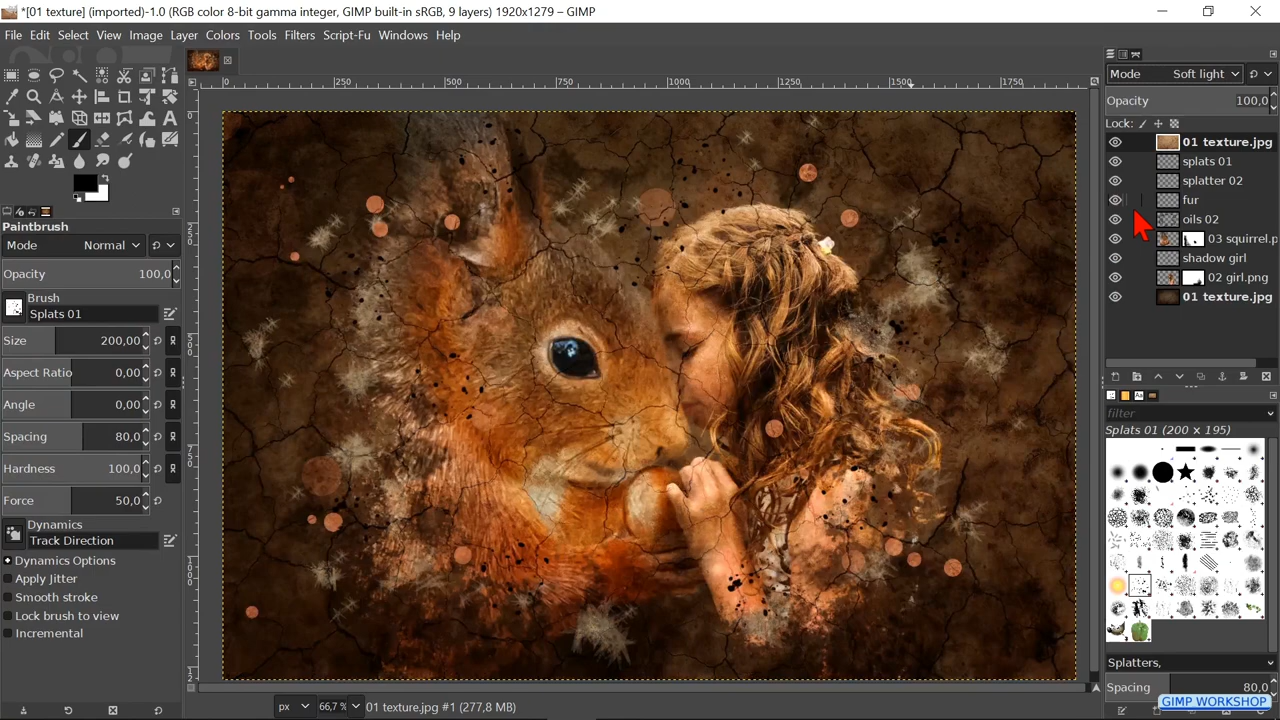 *[01 texture] (imported)-1.0 (RGB color 8-bit gamma integer, GIMP built-in sRGB, 9 layers) 1920x1279 – GIMP
File Edit Select View Image Layer Colors Tools Filters Script-Fu Windows Help
0 250 500 750 1000 1250 1500 1750
Mode Soft light
Opacity 100,0
Lock:
01 texture.jpg
splats 01
splatter 02
fur
oils 02
03 squirrel.p
shadow girl
02 girl.png
01 texture.jpg
Paintbrush
Mode Normal
Opacity 100,0
Brush
Splats 01
Size 200,00
Aspect Ratio 0,00
Angle 0,00
Spacing 80,0
Hardness 100,0
Force 50,0
Dynamics
Track Direction
Dynamics Options
Apply Jitter
Smooth stroke
Lock brush to view
Incremental
filter
Splats 01 (200 × 195)
Splatters,
Spacing 80,0
GIMP WORKSHOP
px 66,7 % 01 texture.jpg #1 (277,8 MB)